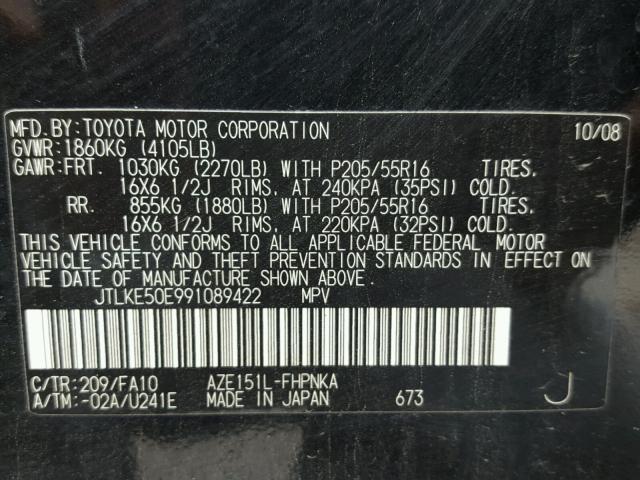 MFD.BY:TOYOTA MOTOR CORPORATION 10/08
GVWR:1860KG (4105LB)
GAWR:FRT. 1030KG (2270LB) WITH P205/55R16 TIRES.
16X6 1/2J RIMS. AT 240KPA (35PSI) COLD.
RR. 855KG (1880LB) WITH P205/55R16 TIRES.
16X6 1/2J RIMS. AT 220KPA (32PSI) COLD.
THIS VEHICLE CONFORMS TO ALL APPLICABLE FEDERAL MOTOR
VEHICLE SAFETY AND THEFT PREVENTION STANDARDS IN EFFECT ON
THE DATE OF MANUFACTURE SHOWN ABOVE.
JTLKE50E991089422 MPV
C/TR:209/FA10 AZE151L-FHPNKA
A/TM:-02A/U241E MADE IN JAPAN 673 J